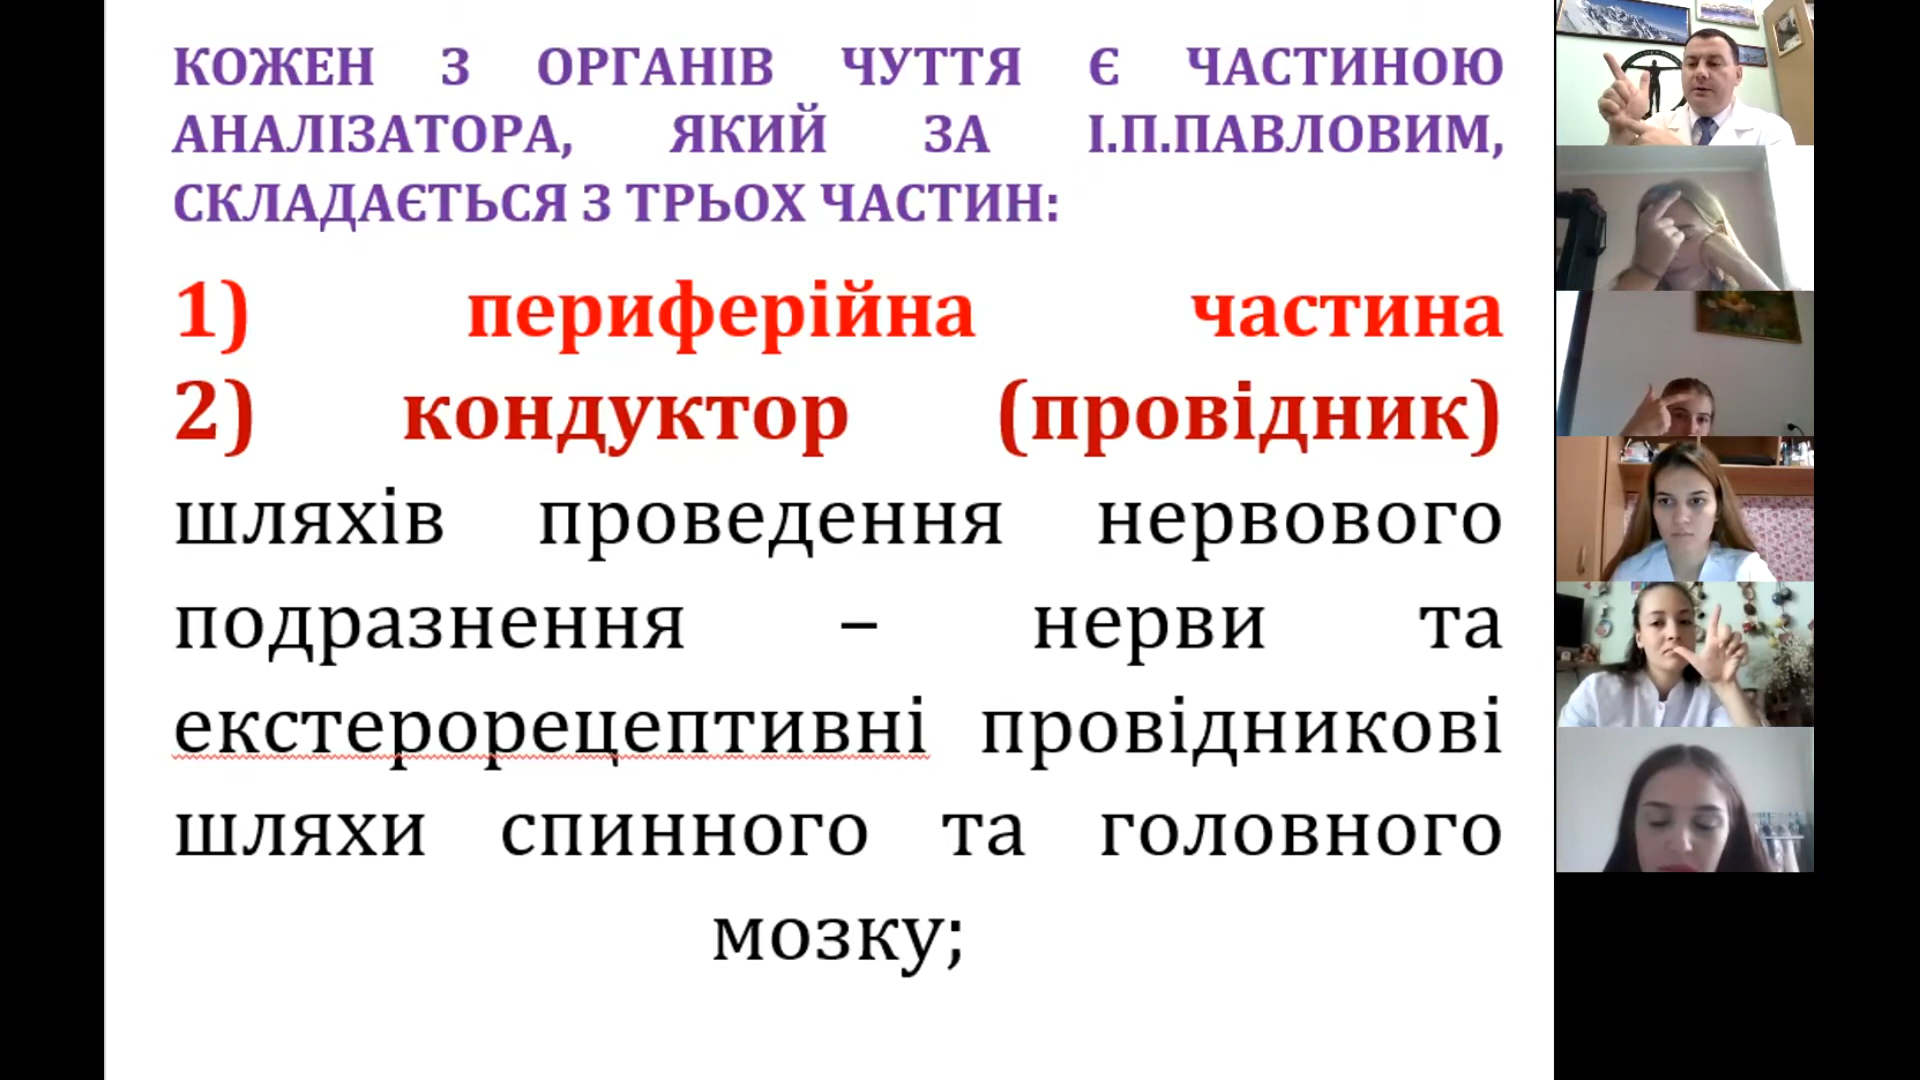 КОЖЕН З ОРГАНІВ ЧУТТЯ Є ЧАСТИНОЮ
АНАЛІЗАТОРА, ЯКИЙ ЗА І.П.ПАВЛОВИМ,
СКЛАДАЄТЬСЯ З ТРЬОХ ЧАСТИН:
1) периферійна частина
2) кондуктор (провідник)
шляхів проведення нервового
подразнення – нерви та
екстерорецептивні провідникові
шляхи спинного та головного
мозку;